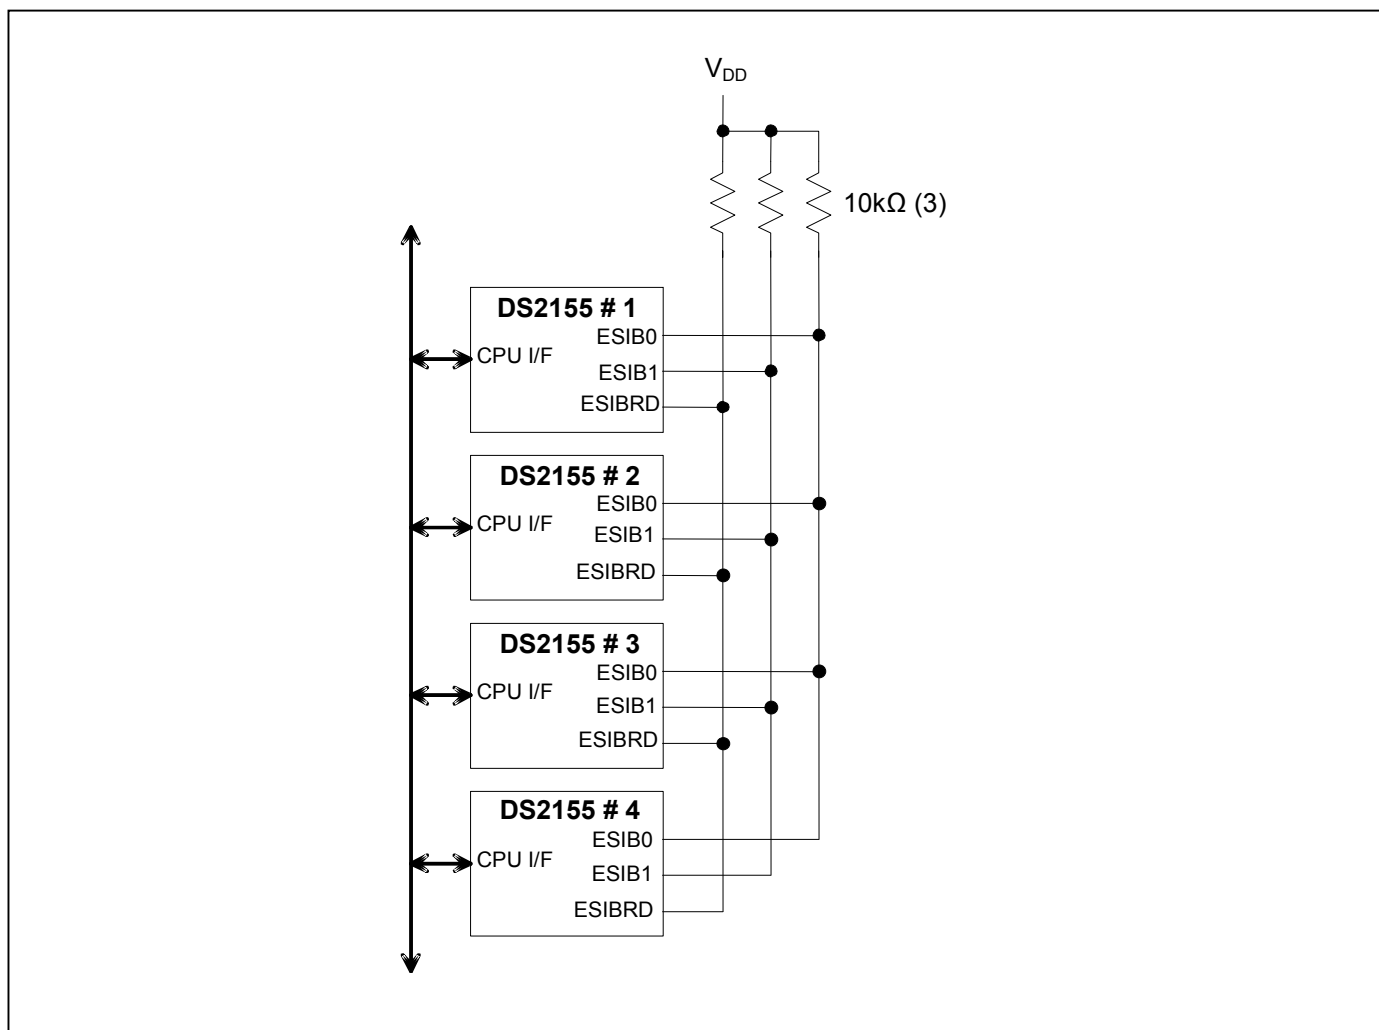 VDD
10kΩ (3)
DS2155 # 1
ESIB0
CPU I/F
ESIB1
ESIBRD
DS2155 # 2
ESIB0
CPU I/F
ESIB1
ESIBRD
DS2155 # 3
ESIB0
CPU I/F
ESIB1
ESIBRD
DS2155 # 4
ESIB0
CPU I/F
ESIB1
ESIBRD